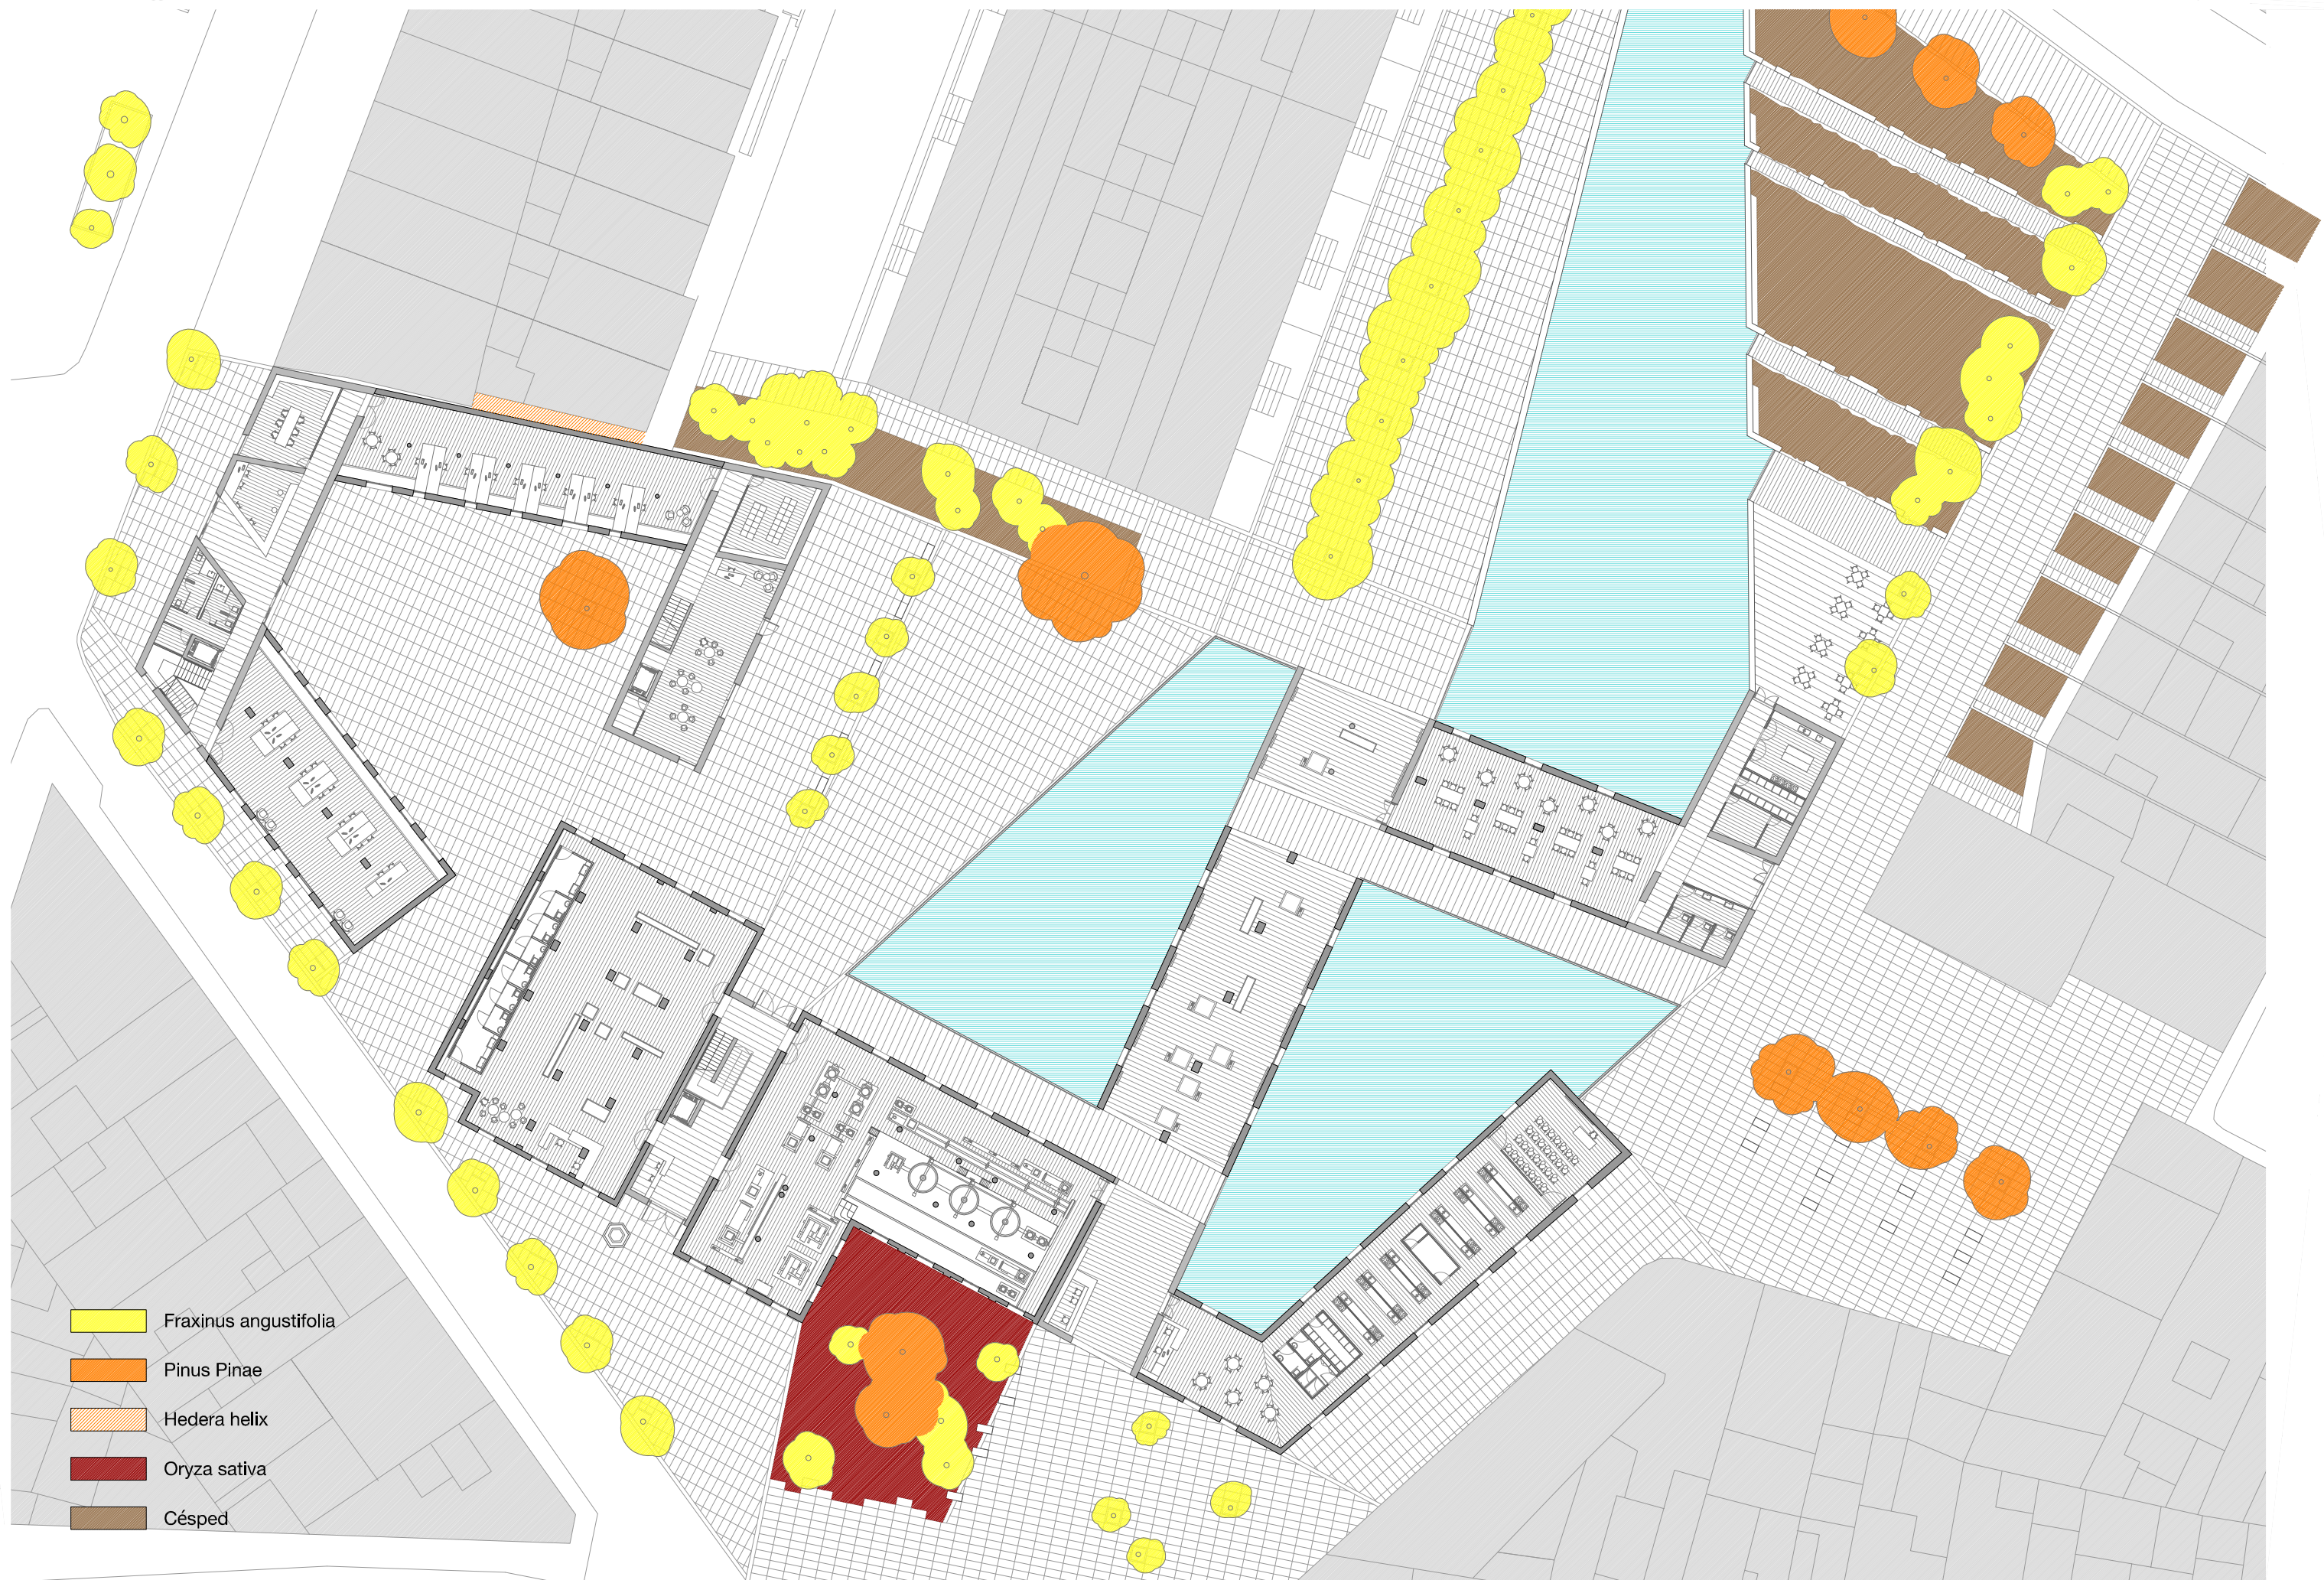 Fraxinus angustifolia
Pinus Pinae
Hedera helix
Oryza sativa
Césped